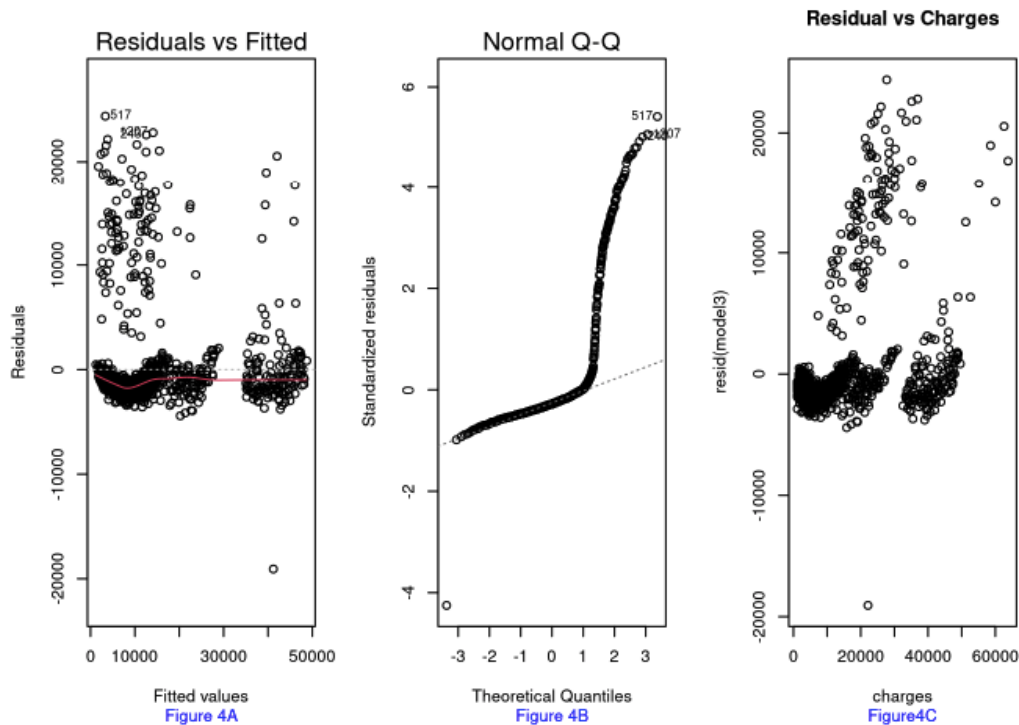 Residuals vs Fitted
Residuals
20000
10000
0
-10000
-20000
517
0
10000
30000
50000
Fitted values
Figure 4A
Normal Q-Q
Standardized residuals
6
4
2
0
-2
-4
517
-3
-2
-1
0
1
2
3
Theoretical Quantiles
Figure 4B
Residual vs Charges
resid(model3)
20000
10000
0
-10000
-20000
0
20000
40000
60000
charges
Figure4C